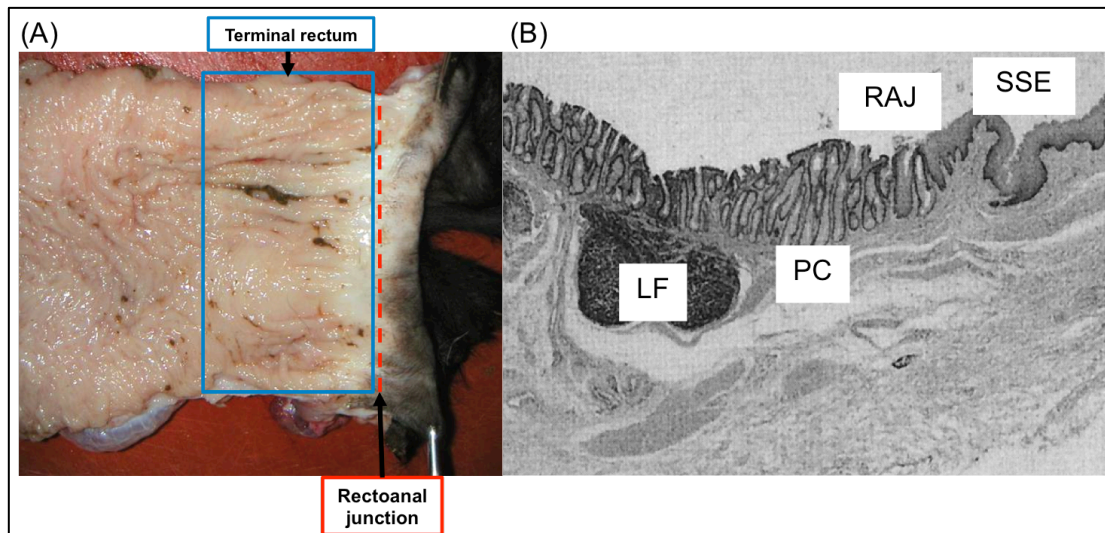 (A)
Terminal rectum
Rectoanal
junction
(B)
RAJ
SSE
LF
PC